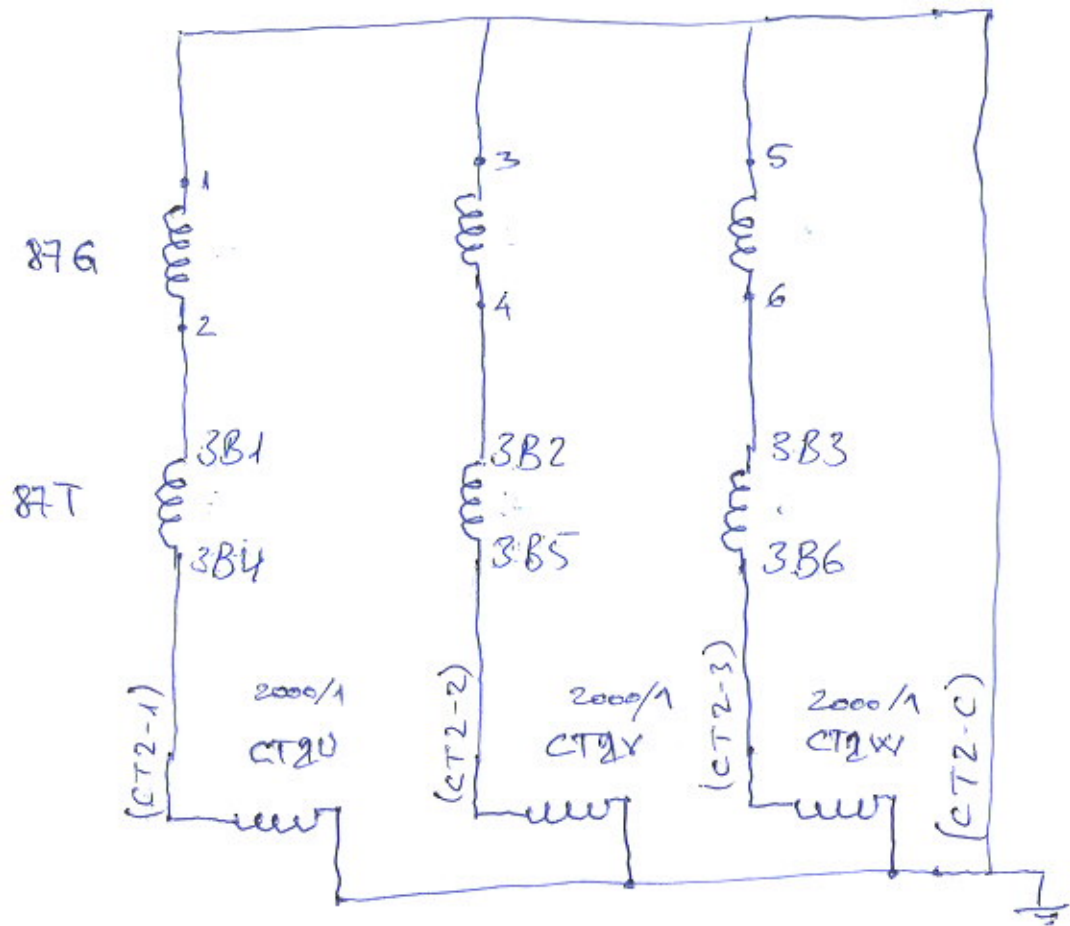 1
3
5
87G
2
4
6
3B1
3B2
3B3
87T
3B4
3B5
3B6
(CT2-1)
2000/1
CT2U
(CT2-2)
2000/1
CT2V
(CT2-3)
2000/1
CT2W
(CT2-C)